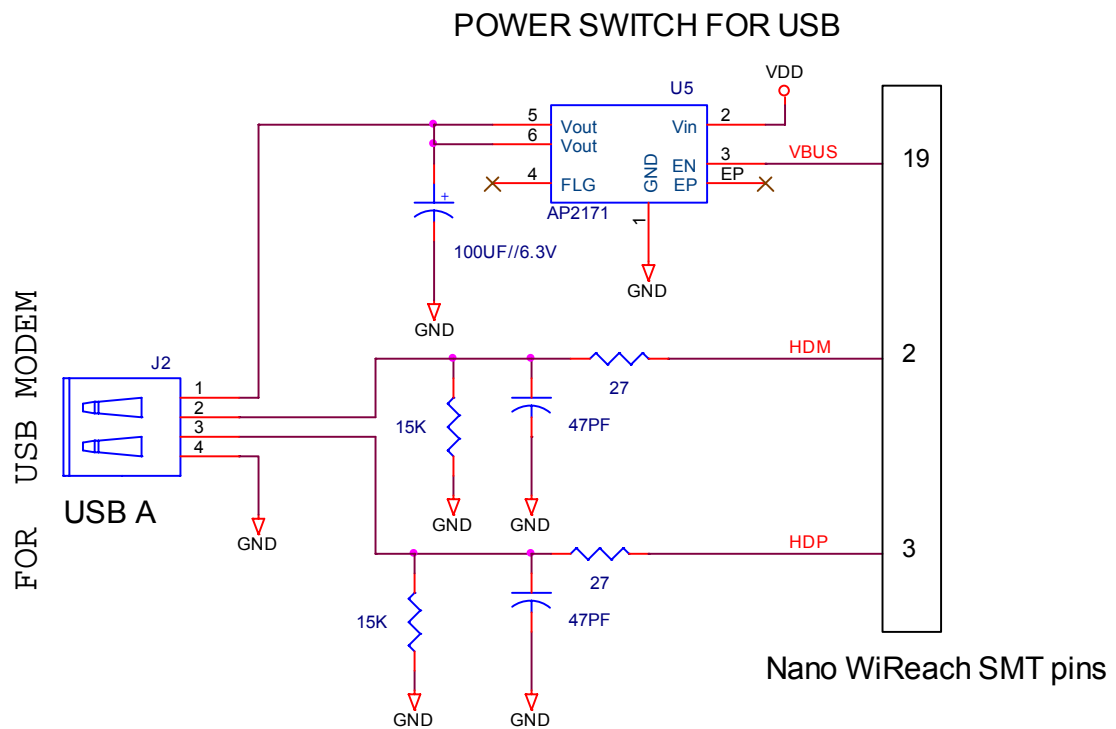 POWER SWITCH FOR USB
VDD
U5
5 Vout Vin 2
6 Vout
EN 3 VBUS 19
4 FLG GND EP EP
AP2171
1
+
100UF//6.3V
GND
GND
FOR USB MODEM
HDM 2
J2
27
1
2
3
4
15K 47PF
USB A
GND
GND GND
HDP 3
27
15K 47PF
Nano WiReach SMT pins
GND GND